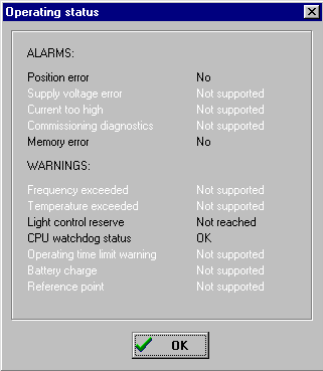 Operating status
ALARMS:
Position error No
Supply voltage error Not supported
Current too high Not supported
Commissioning diagnostics Not supported
Memory error No
WARNINGS:
Frequency exceeded Not supported
Temperature exceeded Not supported
Light control reserve Not reached
CPU watchdog status OK
Operating time limit warning Not supported
Battery charge Not supported
Reference point Not supported
OK